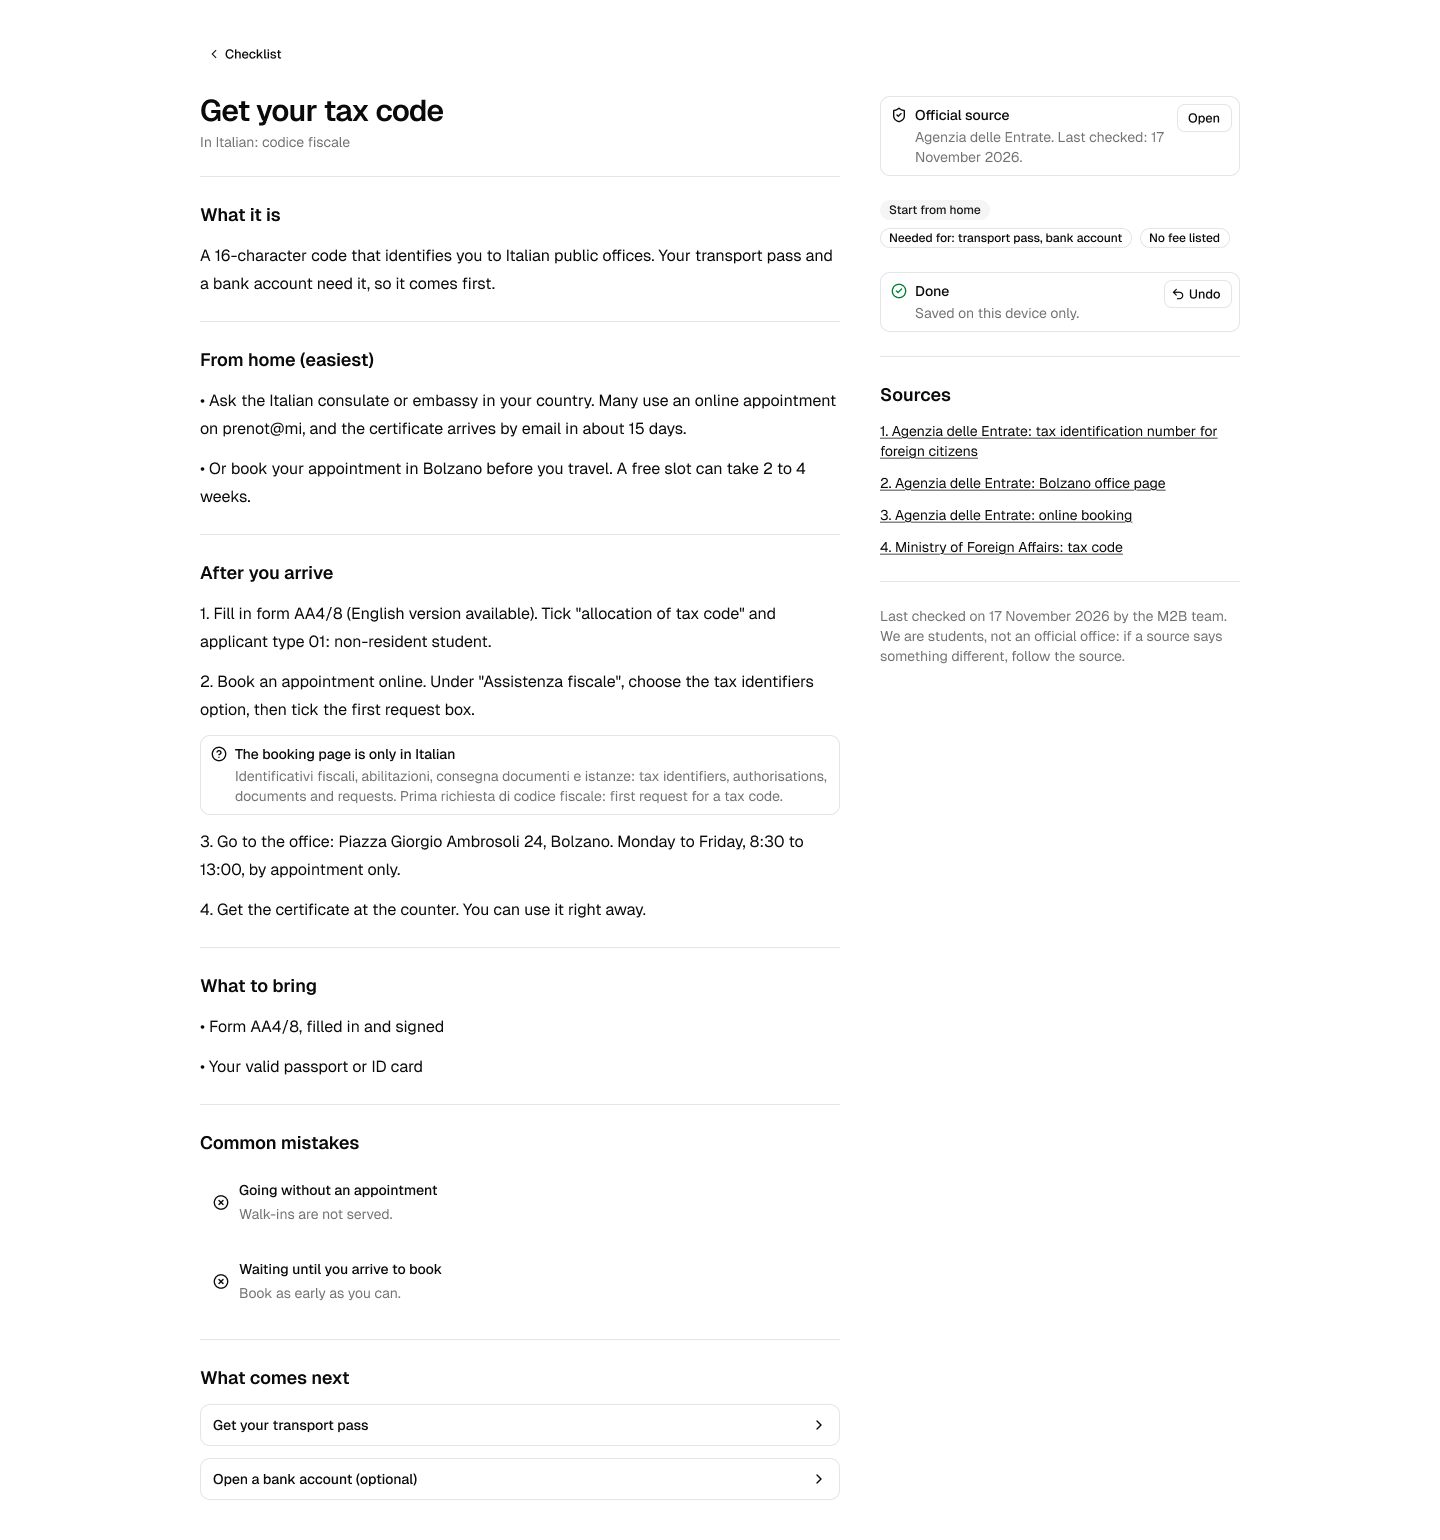 Checklist
Get your tax code
In Italian: codice fiscale
What it is
A 16-character code that identifies you to Italian public offices. Your transport pass and
a bank account need it, so it comes first.
From home (easiest)
• Ask the Italian consulate or embassy in your country. Many use an online appointment
on prenot@mi, and the certificate arrives by email in about 15 days.
• Or book your appointment in Bolzano before you travel. A free slot can take 2 to 4
weeks.
After you arrive
1. Fill in form AA4/8 (English version available). Tick "allocation of tax code" and
applicant type 01: non-resident student.
2. Book an appointment online. Under "Assistenza fiscale", choose the tax identifiers
option, then tick the first request box.
The booking page is only in Italian
Identificativi fiscali, abilitazioni, consegna documenti e istanze: tax identifiers, authorisations,
documents and requests. Prima richiesta di codice fiscale: first request for a tax code.
3. Go to the office: Piazza Giorgio Ambrosoli 24, Bolzano. Monday to Friday, 8:30 to
13:00, by appointment only.
4. Get the certificate at the counter. You can use it right away.
What to bring
• Form AA4/8, filled in and signed
• Your valid passport or ID card
Common mistakes
Going without an appointment
Walk-ins are not served.
Waiting until you arrive to book
Book as early as you can.
What comes next
Get your transport pass
Open a bank account (optional)
Official source
Open
Agenzia delle Entrate. Last checked: 17
November 2026.
Start from home
Needed for: transport pass, bank account
No fee listed
Done
Undo
Saved on this device only.
Sources
1. Agenzia delle Entrate: tax identification number for
foreign citizens
2. Agenzia delle Entrate: Bolzano office page
3. Agenzia delle Entrate: online booking
4. Ministry of Foreign Affairs: tax code
Last checked on 17 November 2026 by the M2B team.
We are students, not an official office: if a source says
something different, follow the source.